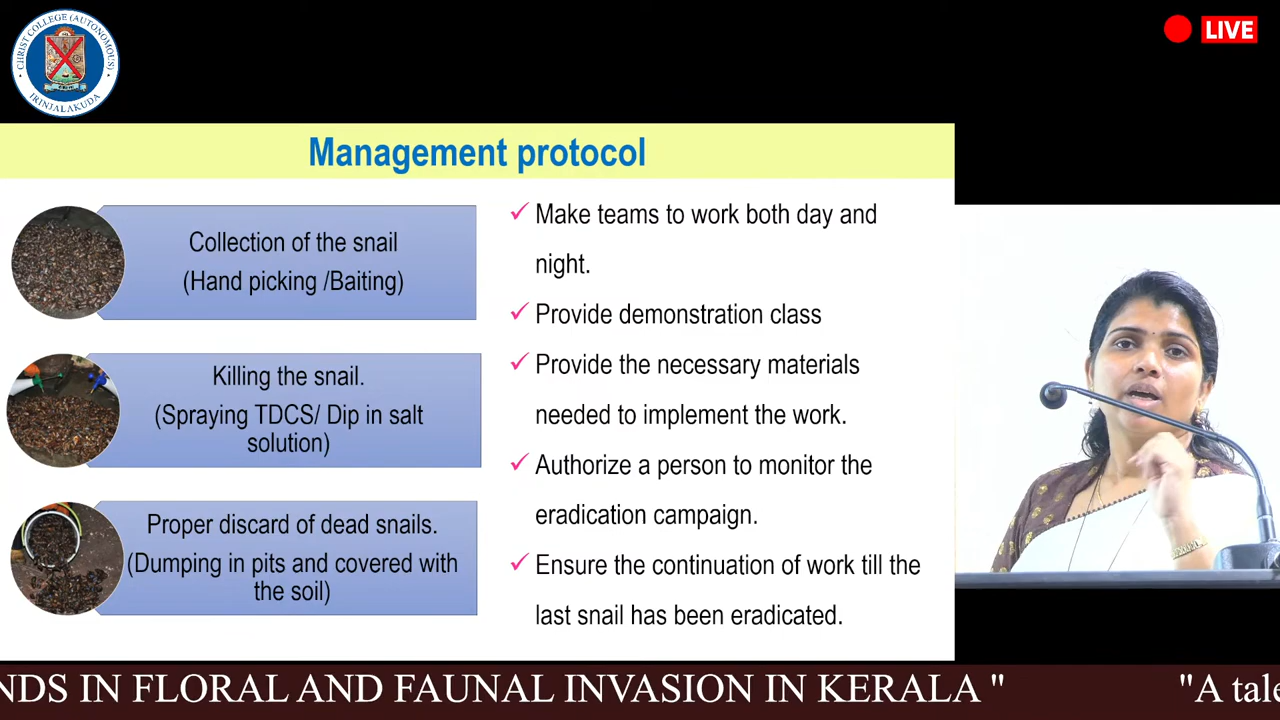 CHRIST COLLEGE (AUTONOMOUS)
IRINJALAKUDA
LIVE
Management protocol
Collection of the snail
(Hand picking /Baiting)
Killing the snail.
(Spraying TDCS/ Dip in salt
solution)
Proper discard of dead snails.
(Dumping in pits and covered with
the soil)
✓ Make teams to work both day and
night.
✓ Provide demonstration class
✓ Provide the necessary materials
needed to implement the work.
✓ Authorize a person to monitor the
eradication campaign.
✓ Ensure the continuation of work till the
last snail has been eradicated.
NDS IN FLORAL AND FAUNAL INVASION IN KERALA " "A tale